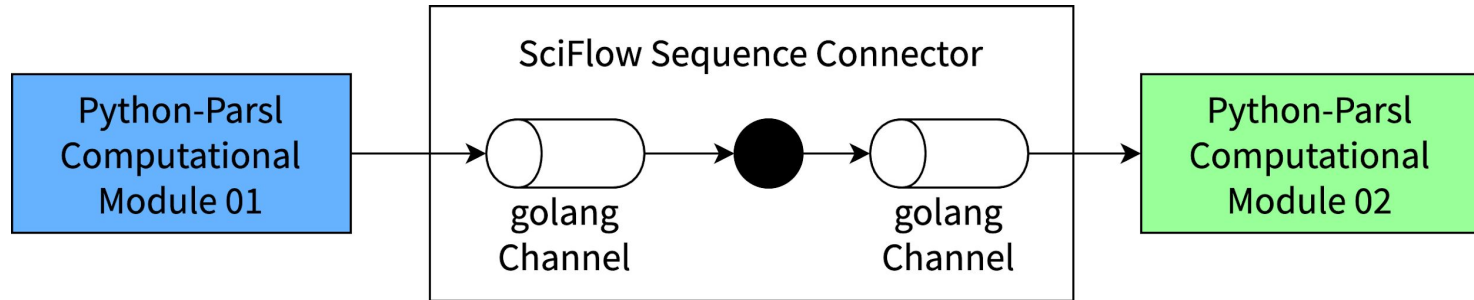 SciFlow Sequence Connector
Python-Parsl
Computational
Module 01
golang
Channel
golang
Channel
Python-Parsl
Computational
Module 02